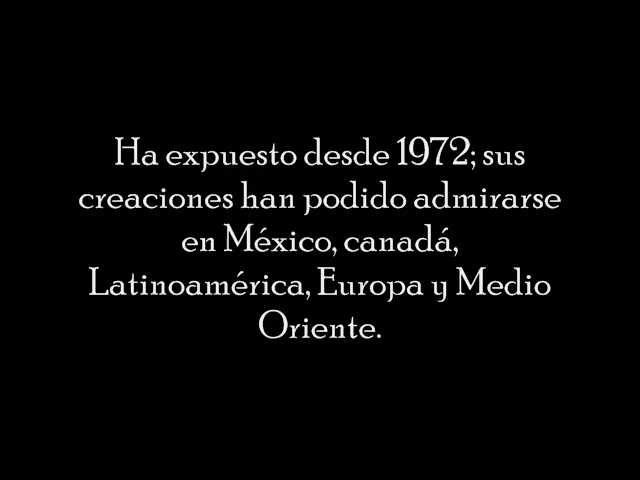 Ha expuesto desde 1972; sus
creaciones han podido admirarse
en México, canadá,
Latinoamérica, Europa y Medio
Oriente.